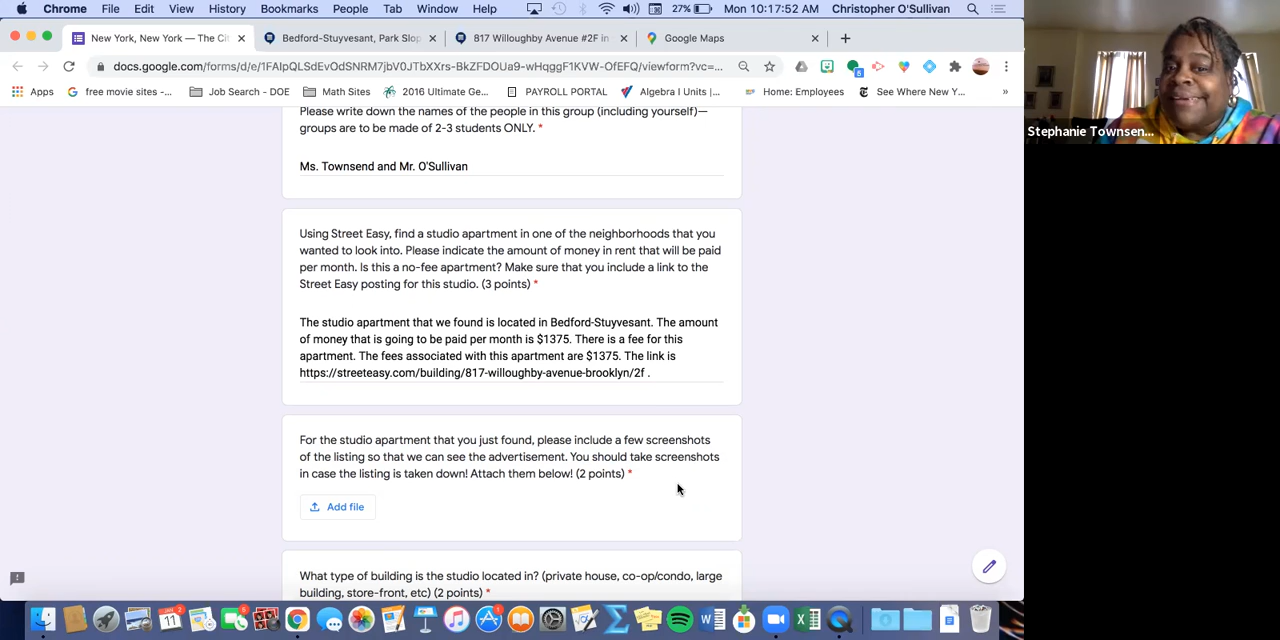 Chrome File Edit View History Bookmarks People Tab Window Help 27% Mon 10:17:52 AM Christopher O'Sullivan
New York, New York — The Ci Bedford-Stuyvesant, Park Slop 817 Willoughby Avenue #2F in Google Maps
docs.google.com/forms/d/e/
Apps free movie sites -... Job Search - DOE Math Sites 2016 Ultimate Ge... PAYROLL PORTAL Algebra I Units |... Home: Employees See Where New Yo... »
Stephanie Townsen...
Please write down the names of the people in this group (including yourself)—
groups are to be made of 2-3 students ONLY. *
Ms. Townsend and Mr. O'Sullivan
Using Street Easy, find a studio apartment in one of the neighborhoods that you
wanted to look into. Please indicate the amount of money in rent that will be paid
per month. Is this a no-fee apartment? Make sure that you include a link to the
Street Easy posting for this studio. (3 points) *
The studio apartment that we found is located in Bedford-Stuyvesant. The amount
of money that is going to be paid per month is $1375. There is a fee for this
apartment. The fees associated with this apartment are $1375. The link is
https://streeteasy.com/building/817-willoughby-avenue-brooklyn/2f .
For the studio apartment that you just found, please include a few screenshots
of the listing so that we can see the advertisement. You should take screenshots
in case the listing is taken down! Attach them below! (2 points) *
Add file
What type of building is the studio located in? (private house, co-op/condo, large
building, store-front, etc) (2 points) *